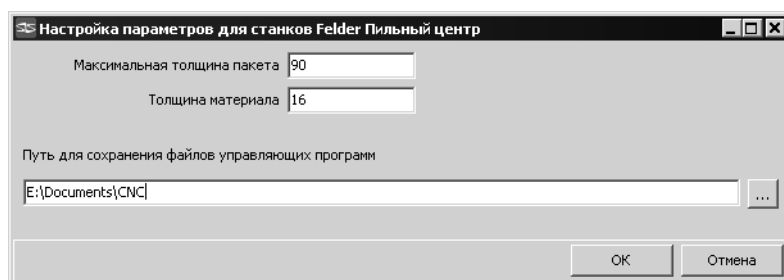 Настройка параметров для станков Felder Пильный центр
Максимальная толщина пакета 90
Толщина материала 16
Путь для сохранения файлов управляющих программ
E:\Documents\CNC
...
ОК Отмена